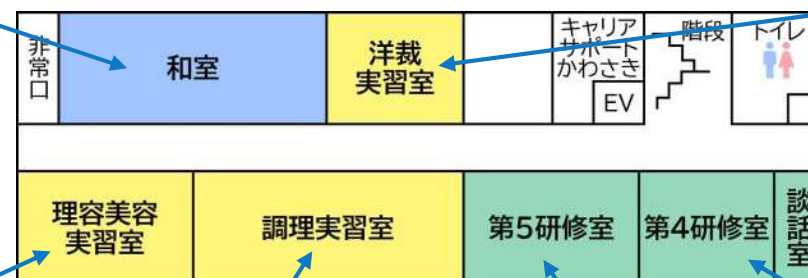 非常口
和室
洋裁
実習室
キャリア
サポート
かわさき
EV
階段
トイレ
理容美容
実習室
調理実習室
第5研修室
第4研修室
談話室